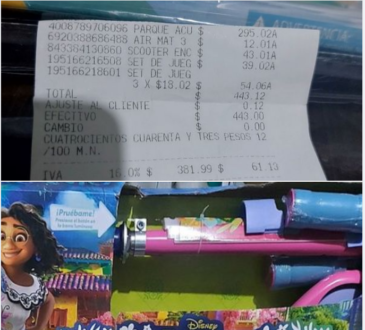 4008789706096 PARQUE ACU $ 295.02A
6920388686488 AIR MAT 3 $ 12.01A
843384130860 SCOOTER ENC $ 43.01A
195166216508 SET DE JUEG $ 39.02A
195166218601 SET DE JUEG
3 X $18.02 $ 54.06A
TOTAL $ 443.12
AJUSTE AL CLIENTE $ 0.12
EFECTIVO $ 443.00
CAMBIO $ 0.00
CUATROCIENTOS CUARENTA Y TRES PESOS 12
/100 M.N.
IVA 16.0% $ 381.99 $ 61.13
¡Pruébame!
Disney